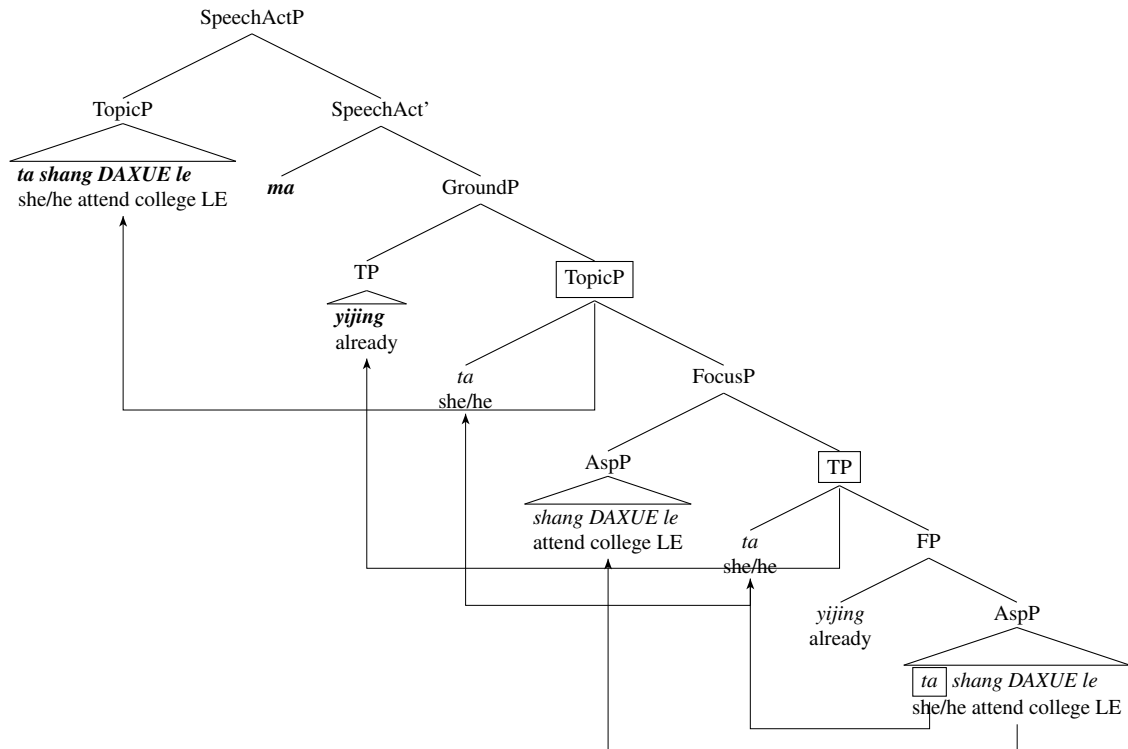 SpeechActP
TopicP
SpeechAct’
ta shang DAXUE le
she/he attend college LE
ma
GroundP
TP
TopicP
yijing
already
ta
she/he
FocusP
AspP
TP
shang DAXUE le
attend college LE
ta
she/he
FP
yijing
already
AspP
ta shang DAXUE le
she/he attend college LE